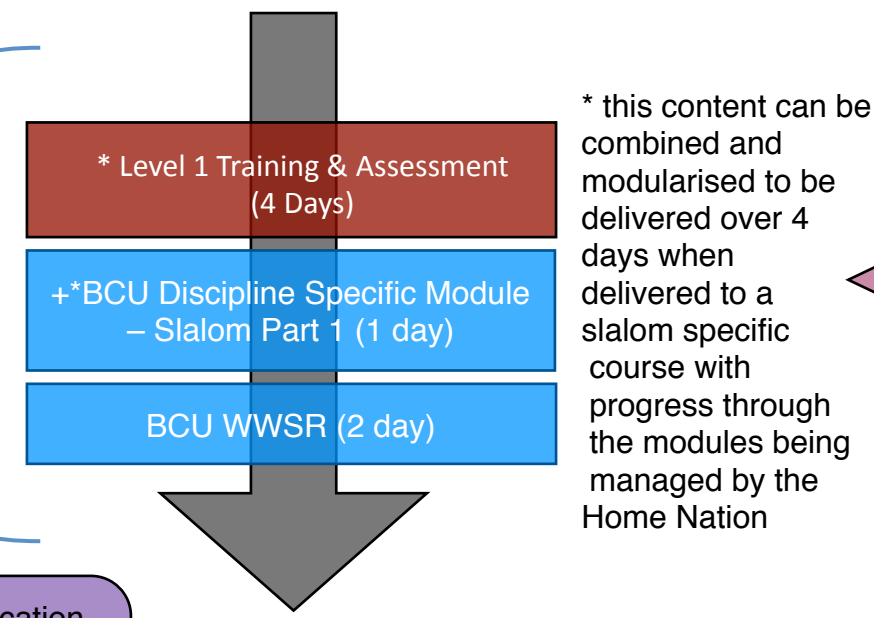 * Level 1 Training & Assessment
(4 Days)
+*BCU Discipline Specific Module
– Slalom Part 1 (1 day)
BCU WWSR (2 day)
* this content can be
combined and
modularised to be
delivered over 4
days when
delivered to a
slalom specific
course with
progress through
the modules being
managed by the
Home Nation